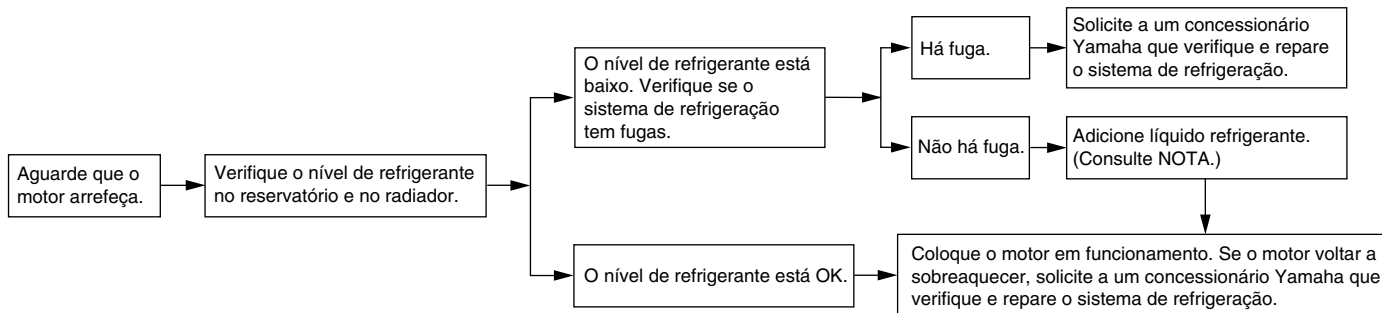 Aguarde que o
motor arrefeça.
Verifique o nível de refrigerante
no reservatório e no radiador.
O nível de refrigerante está
baixo. Verifique se o
sistema de refrigeração
tem fugas.
Há fuga.
Solicite a um concessionário
Yamaha que verifique e repare
o sistema de refrigeração.
Não há fuga.
Adicione líquido refrigerante.
(Consulte NOTA.)
O nível de refrigerante está OK.
Coloque o motor em funcionamento. Se o motor voltar a
sobreaquecer, solicite a um concessionário Yamaha que
verifique e repare o sistema de refrigeração.